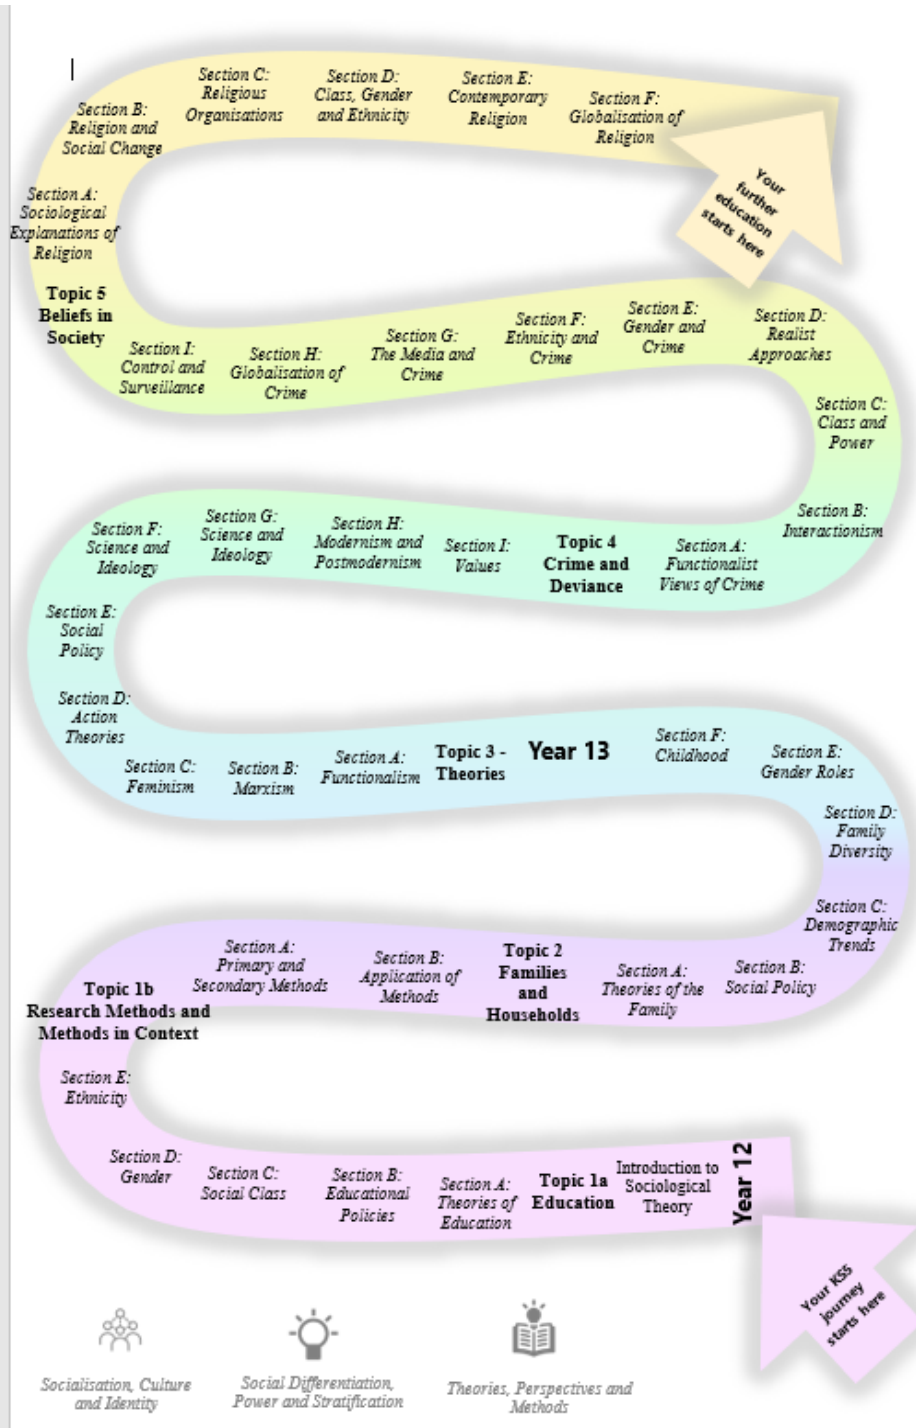 Section C:
Religious
Organisations
Section D:
Class, Gender
and Ethnicity
Section E:
Contemporary
Religion
Section F:
Globalisation of
Religion
Section B:
Religion and
Social Change
Section A:
Sociological
Explanations of
Religion
Your
further
education
starts here
Topic 5
Beliefs in
Society
Section I:
Control and
Surveillance
Section H:
Globalisation of
Crime
Section G:
The Media and
Crime
Section F:
Ethnicity and
Crime
Section E:
Gender and
Crime
Section D:
Realist
Approaches
Section C:
Class and
Power
Section B:
Interactionism
Section F:
Science and
Ideology
Section G:
Science and
Ideology
Section H:
Modernism and
Postmodernism
Section I:
Values
Topic 4
Crime and
Deviance
Section A:
Functionalist
Views of Crime
Section E:
Social
Policy
Section D:
Action
Theories
Section C:
Feminism
Section B:
Marxism
Section A:
Functionalism
Topic 3 -
Theories
Year 13
Section F:
Childhood
Section E:
Gender Roles
Section D:
Family
Diversity
Section C:
Demographic
Trends
Topic 1b
Research Methods and
Methods in Context
Section A:
Primary and
Secondary Methods
Section B:
Application of
Methods
Topic 2
Families
and
Households
Section A:
Theories of the
Family
Section B:
Social Policy
Section E:
Ethnicity
Section D:
Gender
Section C:
Social Class
Section B:
Educational
Policies
Section A:
Theories of
Education
Topic 1a
Education
Introduction to
Sociological
Theory
Year 12
Your KS5
journey
starts here
Socialisation, Culture
and Identity
Social Differentiation,
Power and Stratification
Theories, Perspectives and
Methods